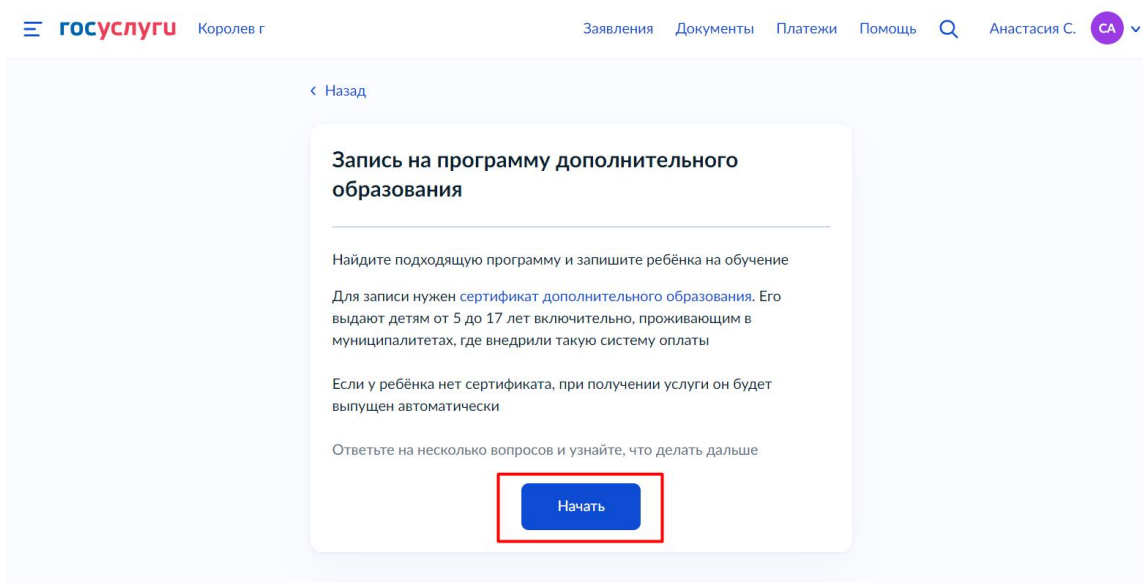 госуслуги Королев г Заявления Документы Платежи Помощь Анастасия С. СА
Назад
Запись на программу дополнительного
образования
Найдите подходящую программу и запишите ребёнка на обучение
Для записи нужен сертификат дополнительного образования. Его
выдают детям от 5 до 17 лет включительно, проживающим в
муниципалитетах, где внедрили такую систему оплаты
Если у ребёнка нет сертификата, при получении услуги он будет
выпущен автоматически
Ответьте на несколько вопросов и узнайте, что делать дальше
Начать